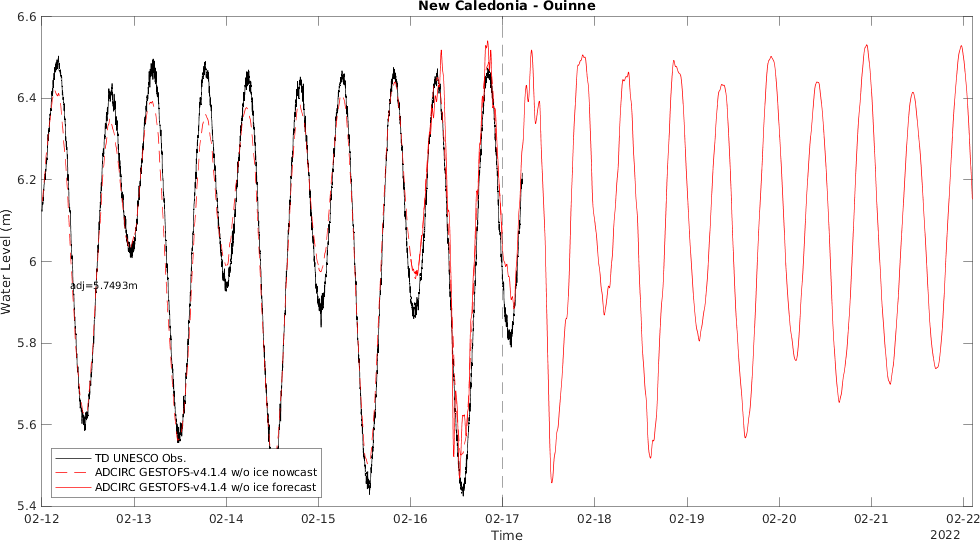 New Caledonia - Ouinne
6.6
6.4
6.2
6
5.8
5.6
5.4
Water Level (m)
adj=5.7493m
TD UNESCO Obs.
ADCIRC GESTOFS-v4.1.4 w/o ice nowcast
ADCIRC GESTOFS-v4.1.4 w/o ice forecast
02-12 02-13 02-14 02-15 02-16 02-17 02-18 02-19 02-20 02-21 02-22
Time
2022